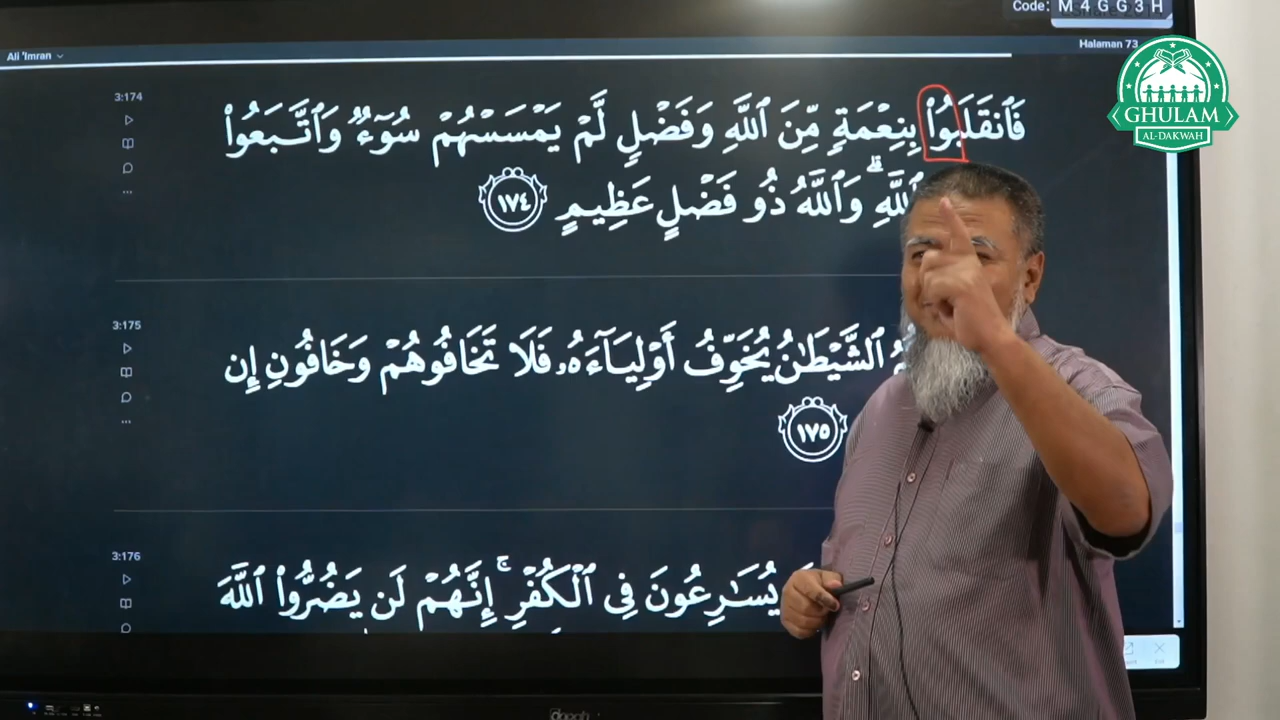 Code: M 4 G G 3 H
Ali 'Imran
Halaman 73
GHULAM
AL-DAKWAH
3:174
فَٱنقَلَبُوا۟ بِنِعْمَةٍ مِّنَ ٱللَّهِ وَفَضْلٍ لَّمْ يَمْسَسْهُمْ سُوٓءٌ وَٱتَّبَعُوا۟
ٱللَّهِ ۗ وَٱللَّهُ ذُو فَضْلٍ عَظِيمٍ ١٧٤
3:175
ٱلشَّيْطَـٰنُ يُخَوِّفُ أَوْلِيَآءَهُۥ فَلَا تَخَافُوهُمْ وَخَافُونِ إِن
١٧٥
3:176
يُسَـٰرِعُونَ فِى ٱلْكُفْرِ ۚ إِنَّهُمْ لَن يَضُرُّوا۟ ٱللَّهَ